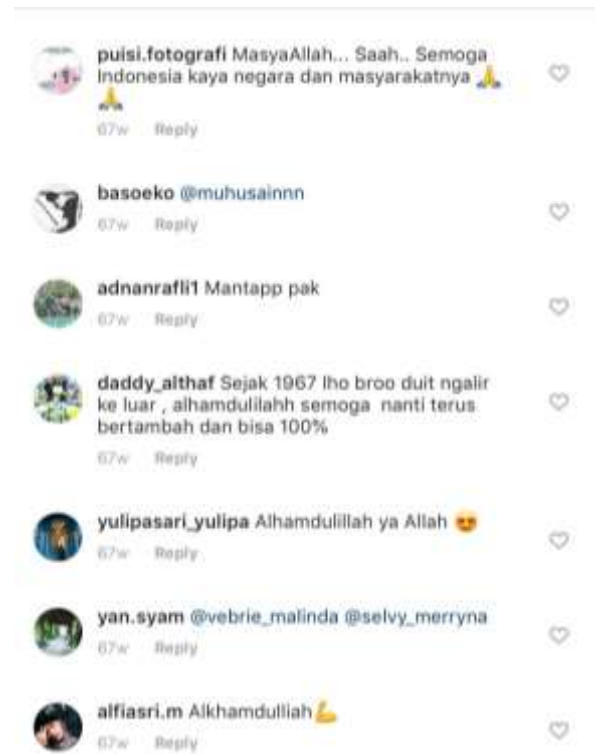 puisi.fotografi MasyaAllah... Saah.. Semoga
Indonesia kaya negara dan masyarakatnya 🙏
🙏
67w Reply
basoeko @muhusainnn
67w Reply
adnanrafli1 Mantapp pak
67w Reply
daddy_althaf Sejak 1967 lho broo duit ngalir
ke luar , alhamdulilahh semoga nanti terus
bertambah dan bisa 100%
67w Reply
yulipasari_yulipa Alhamdulillah ya Allah 😍
67w Reply
yan.syam @vebrie_malinda @selvy_merryna
67w Reply
alfiasri.m Alkhamdulliah💪
67w Reply